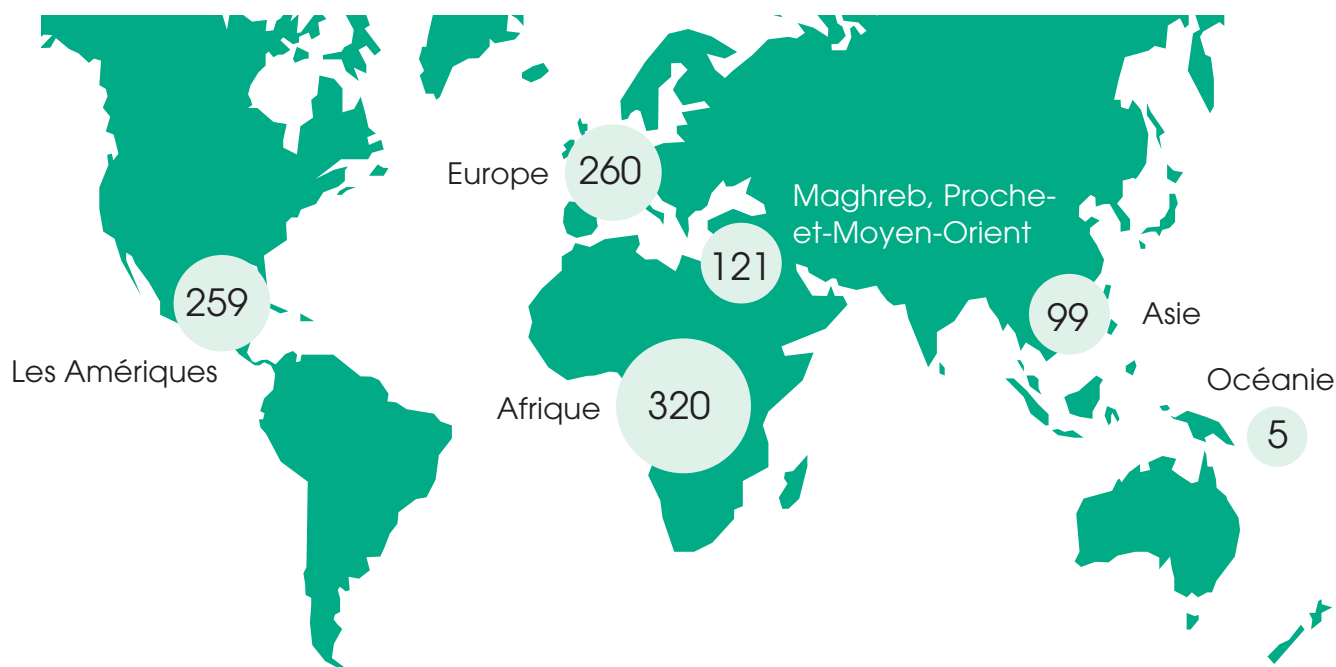 Europe
260
Maghreb, Proche-
et-Moyen-Orient
121
259
Les Amériques
99
Asie
Afrique
320
Océanie
5